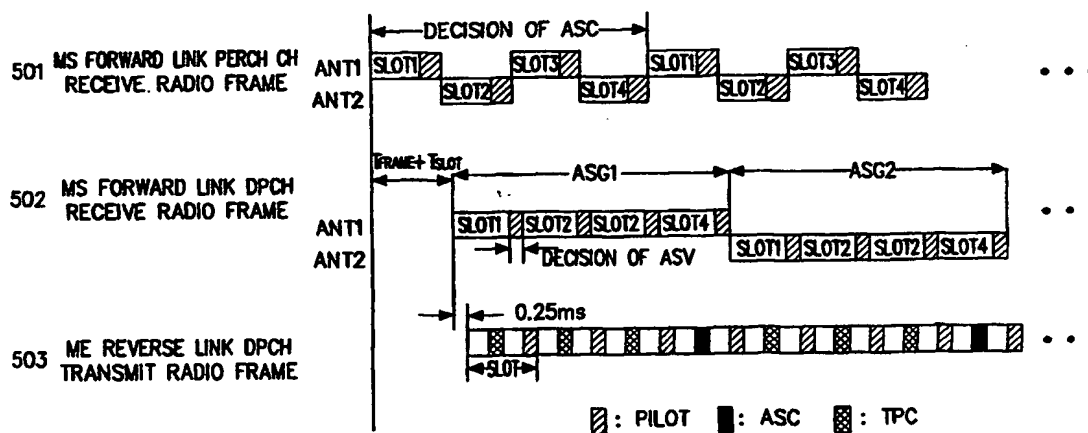 DECISION OF ASC
501 MS FORWARD LINK PERCH CH
RECEIVE. RADIO FRAME
ANT1
SLOT1 SLOT3 SLOT1 SLOT3
ANT2
SLOT2 SLOT4 SLOT2 SLOT4
TFRAME+ TSLOT
ASG1
ASG2
502 MS FORWARD LINK DPCH
RECEIVE RADIO FRAME
ANT1
SLOT1 SLOT2 SLOT2 SLOT4
ANT2
SLOT1 SLOT2 SLOT2 SLOT4
DECISION OF ASV
0.25ms
503 ME REVERSE LINK DPCH
TRANSMIT RADIO FRAME
SLOT
: PILOT : ASC : TPC